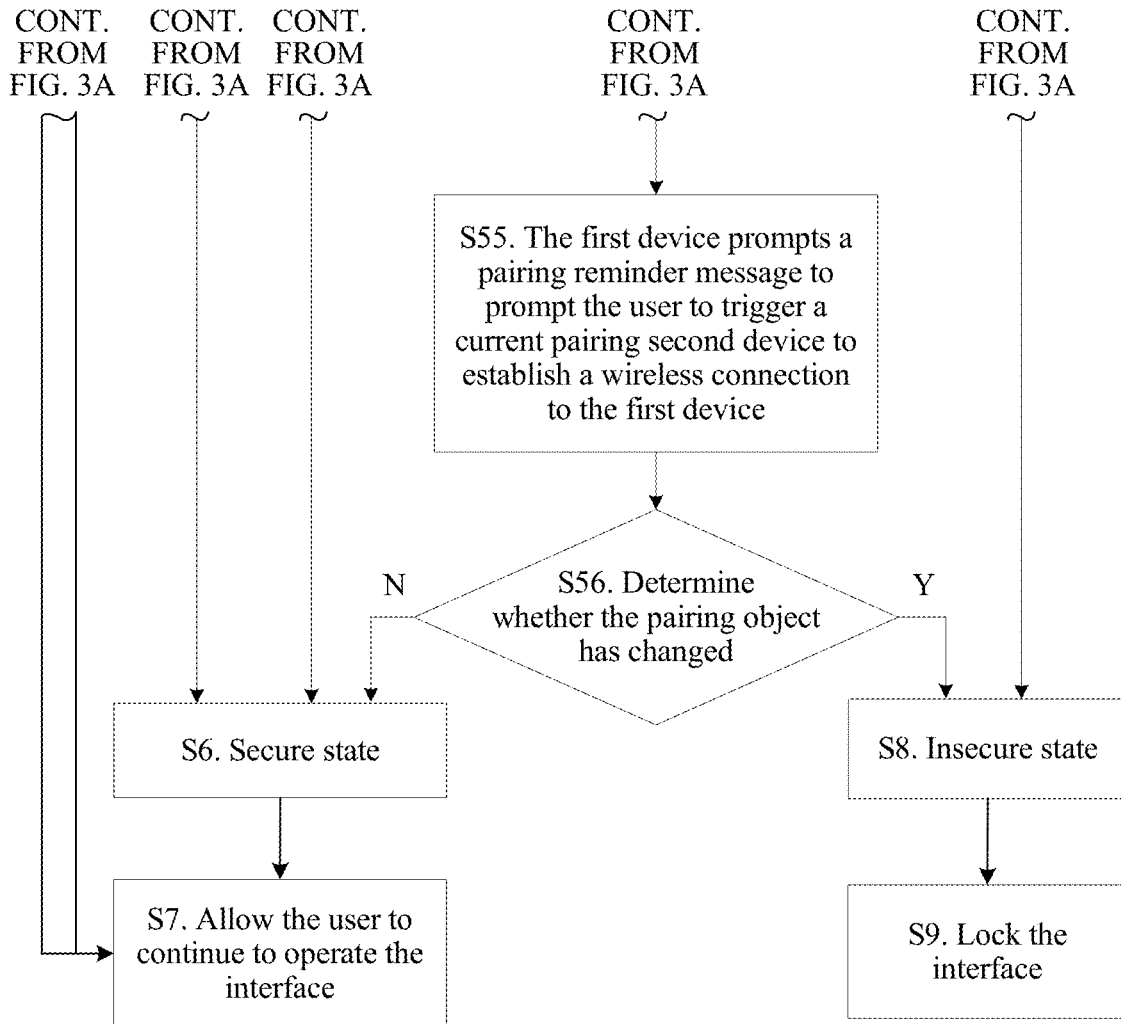 CONT.
FROM
FIG. 3A
CONT.
FROM
FIG. 3A
CONT.
FROM
FIG. 3A
CONT.
FROM
FIG. 3A
CONT.
FROM
FIG. 3A
S55. The first device prompts a
pairing reminder message to
prompt the user to trigger a
current pairing second device to
establish a wireless connection
to the first device
N
S56. Determine
whether the pairing object
has changed
Y
S6. Secure state
S8. Insecure state
S7. Allow the user to
continue to operate the
interface
S9. Lock the
interface